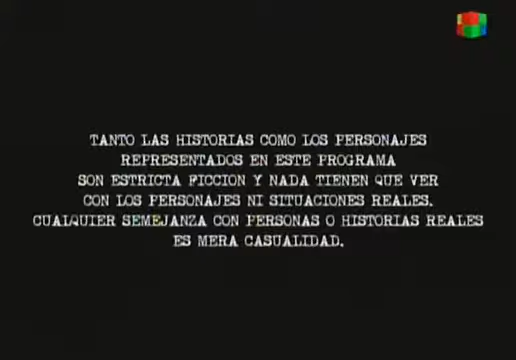 TANTO LAS HISTORIAS COMO LOS PERSONAJES
REPRESENTADOS EN ESTE PROGRAMA
SON ESTRICTA FICCION Y NADA TIENEN QUE VER
CON LOS PERSONAJES NI SITUACIONES REALES.
CUALQUIER SEMEJANZA CON PERSONAS O HISTORIAS REALES
ES MERA CASUALIDAD.